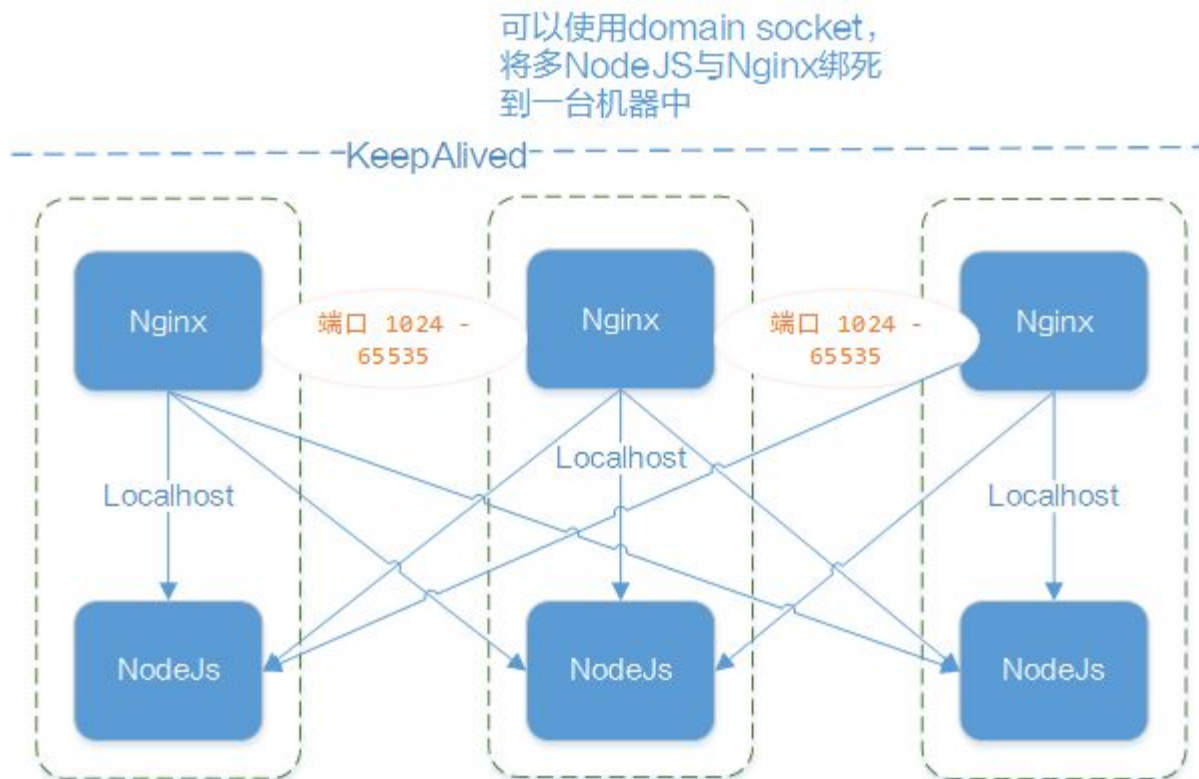 可以使用domain socket，
将多NodeJS与Nginx绑死
到一台机器中
KeepAlived
Nginx
端口 1024 -
65535
Nginx
端口 1024 -
65535
Nginx
Localhost
Localhost
Localhost
NodeJs
NodeJs
NodeJs